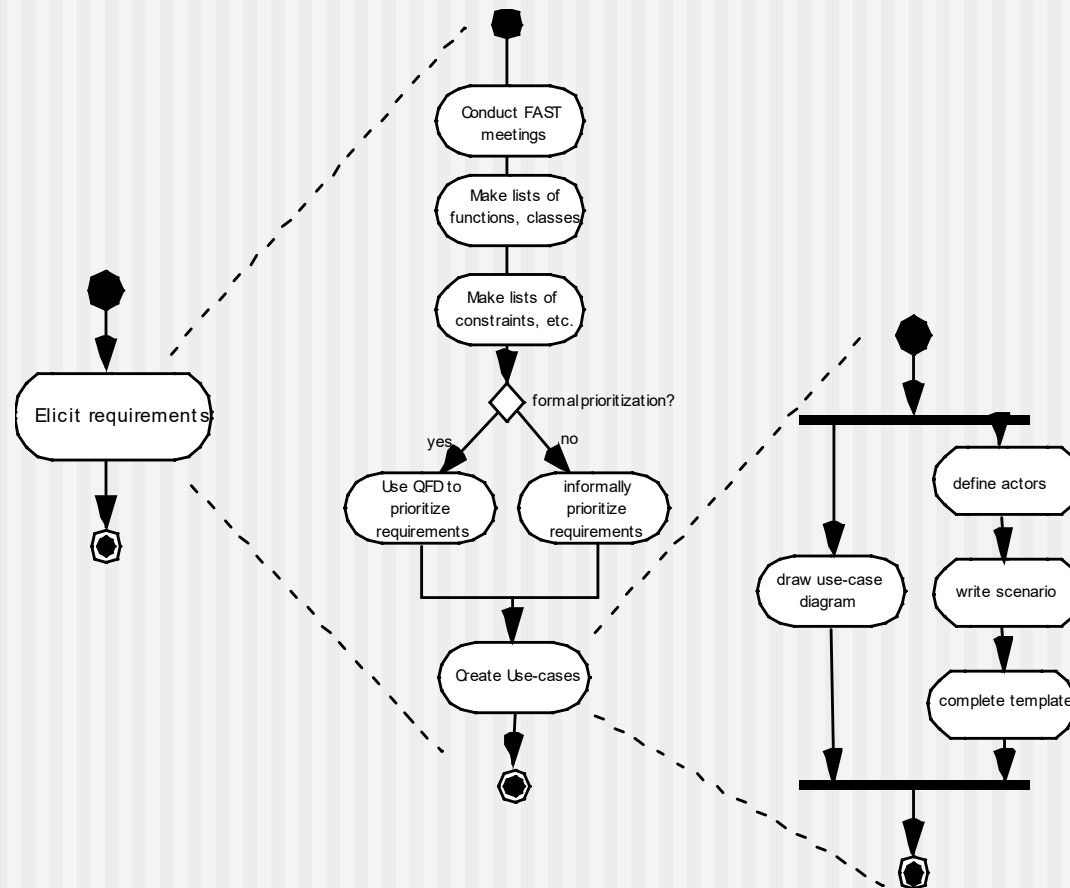 Conduct FAST
meetings
Make lists of
functions, classes
Make lists of
constraints, etc.
formal prioritization?
yes
no
Use QFD to
prioritize
requirements
informally
prioritize
requirements
Create Use-cases
Elicit requirements
define actors
draw use-case
diagram
write scenario
complete template